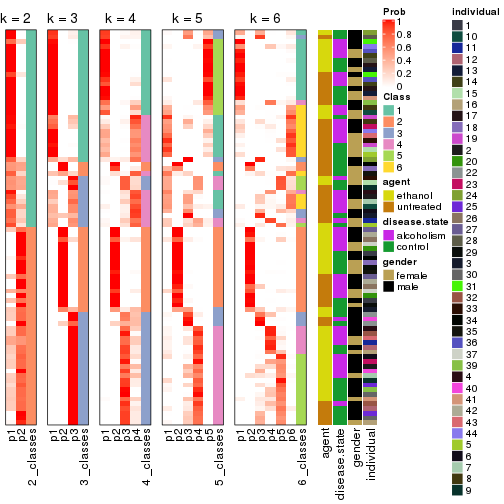 k = 2
k = 3
k = 4
k = 5
k = 6
p1
p2
2_classes
p1
p2
p3
3_classes
p1
p2
p3
p4
4_classes
p1
p2
p3
p4
p5
5_classes
p1
p2
p3
p4
p5
p6
6_classes
agent
disease.state
gender
individual
Prob
1
0.8
0.6
0.4
0.2
0
Class
1
2
3
4
5
6
agent
ethanol
untreated
disease.state
alcoholism
control
gender
female
male
individual
1
10
11
12
13
14
15
16
17
18
19
2
20
22
23
24
25
26
27
28
29
3
30
31
32
33
34
35
36
37
39
4
40
41
42
43
44
5
6
7
8
9